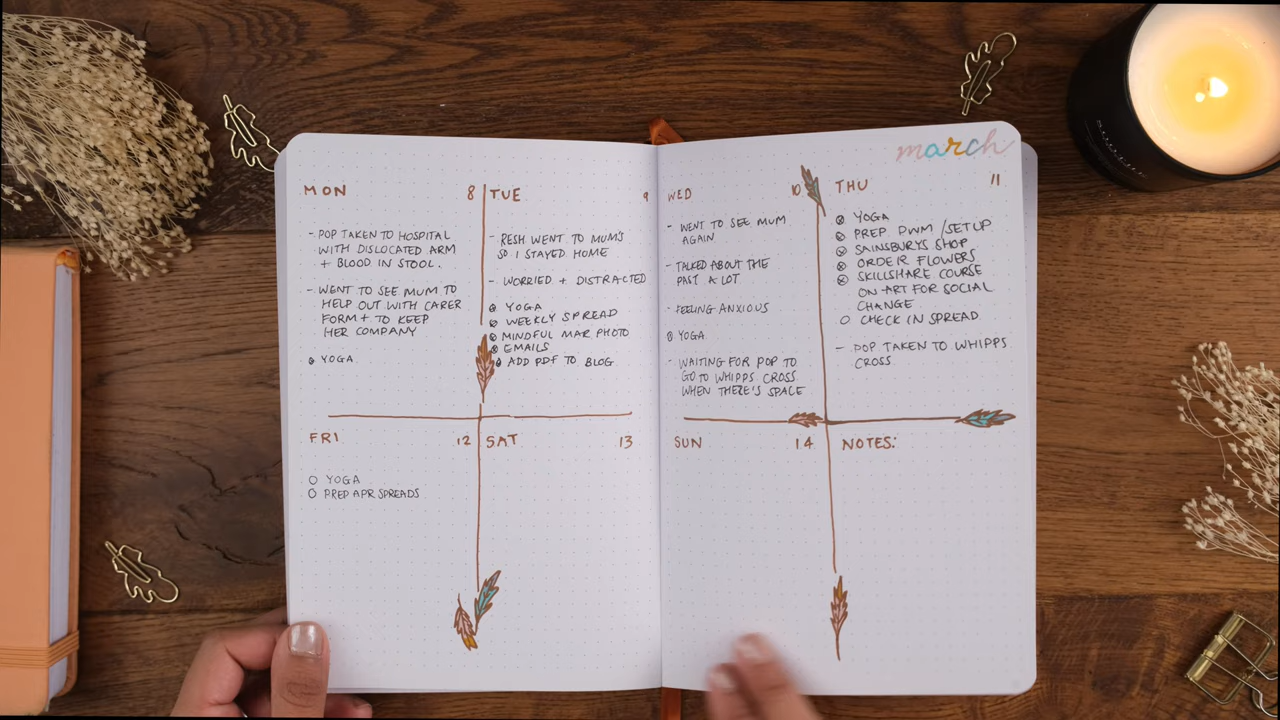 march
MON 8
- POP TAKEN TO HOSPITAL
WITH DISLOCATED ARM
+ BLOOD IN STOOL.
- WENT TO SEE MUM TO
HELP OUT WITH CARER
FORM + TO KEEP
HER COMPANY
YOGA
TUE 9
- RESH WENT TO MUM'S
SO I STAYED HOME
- WORRIED + DISTRACTED
YOGA
WEEKLY SPREAD
MINDFUL MAR PHOTO
EMAILS
ADD PDF TO BLOG
WED 10
- WENT TO SEE MUM
AGAIN
- TALKED ABOUT THE
PAST A LOT
- FEELING ANXIOUS
YOGA
- WAITING FOR POP TO
GO TO WHIPPS CROSS
WHEN THERE'S SPACE
THU 11
YOGA
PREP DWM / SETUP
SAINSBURYS SHOP
ORDER FLOWERS
SKILLSHARE COURSE
ON ART FOR SOCIAL
CHANGE
CHECK IN SPREAD
- POP TAKEN TO WHIPPS
CROSS
FRI 12
YOGA
PREP APR SPREADS
SAT 13
SUN 14
NOTES: